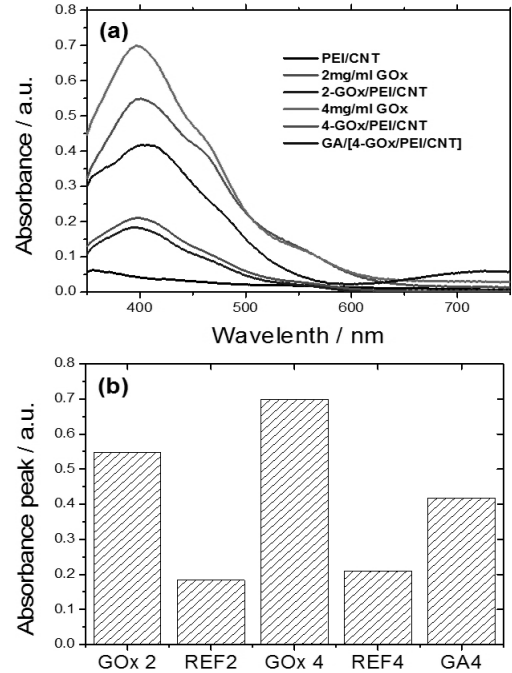 (a)
PEI/CNT
2mg/ml GOx
2-GOx/PEI/CNT
4mg/ml GOx
4-GOx/PEI/CNT
GA/[4-GOx/PEI/CNT]
Absorbance / a.u.
0.8
0.7
0.6
0.5
0.4
0.3
0.2
0.1
0.0
400 500 600 700
Wavelenth / nm
(b)
Absorbance peak / a.u.
0.8
0.7
0.6
0.5
0.4
0.3
0.2
0.1
0.0
GOx 2 REF2 GOx 4 REF4 GA4